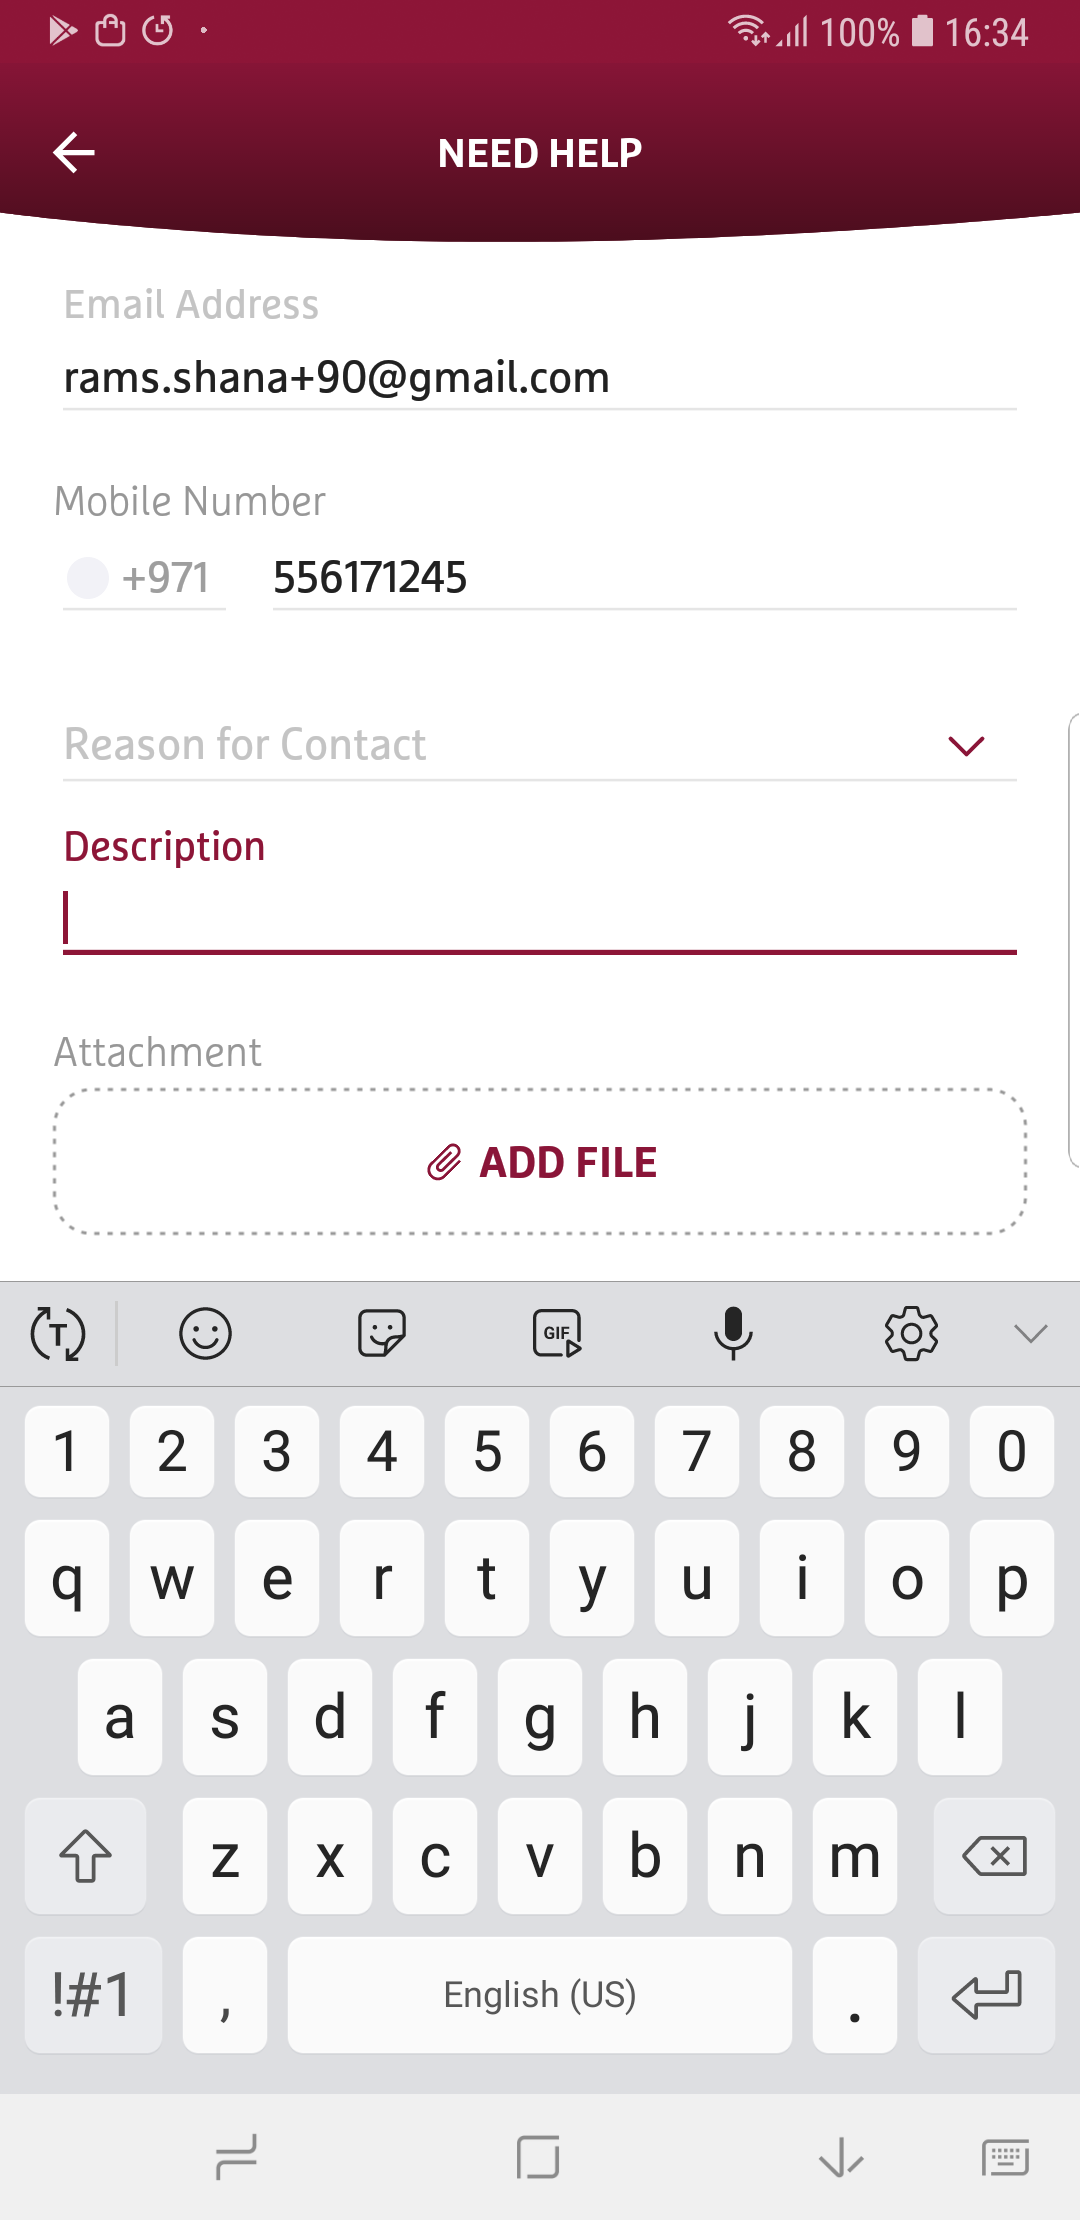 100% 16:34
NEED HELP
Email Address
rams.shana+90@gmail.com
Mobile Number
+971 556171245
Reason for Contact
Description
Attachment
ADD FILE
T GIF
1 2 3 4 5 6 7 8 9 0
q w e r t y u i o p
a s d f g h j k l
z x c v b n m
!#1 , English (US) .